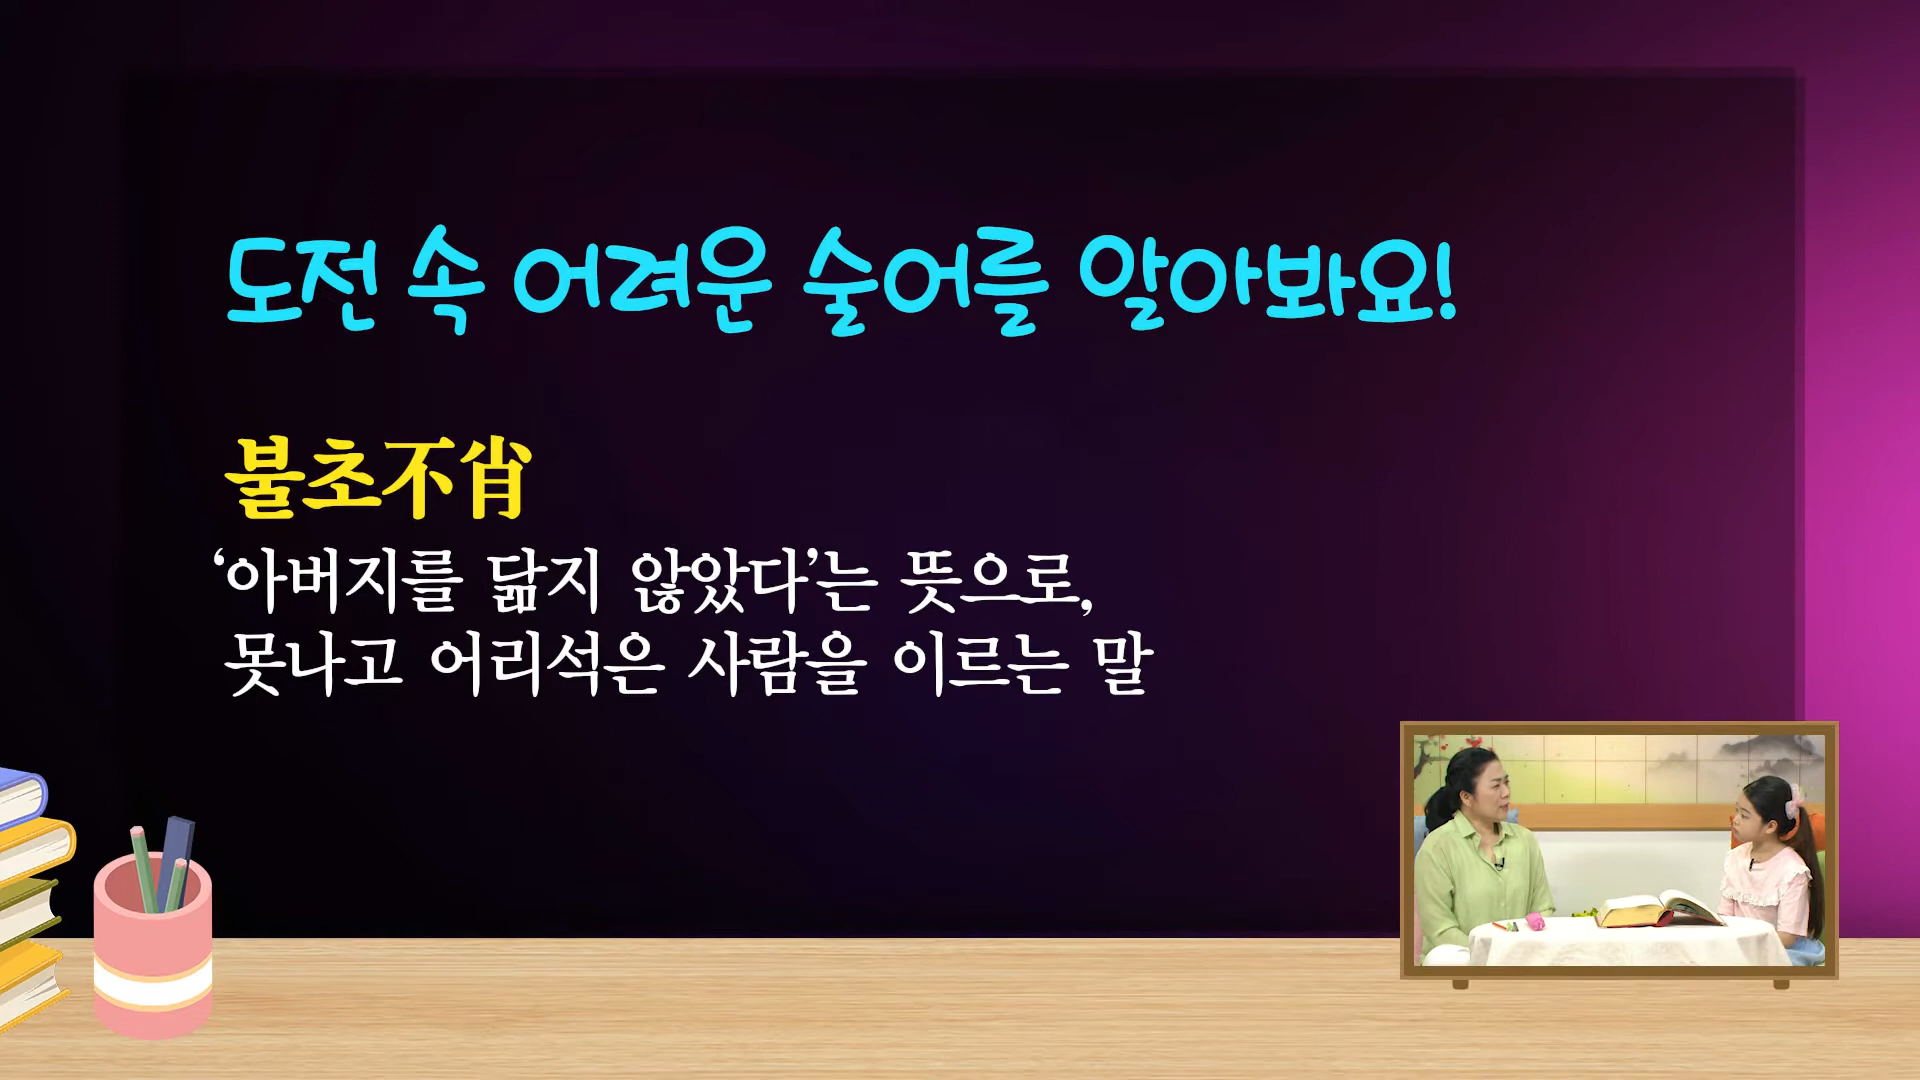 도전 속 어려운 술어를 알아봐요!
불초不肖
‘아버지를 닮지 않았다’는 뜻으로,
못나고 어리석은 사람을 이르는 말